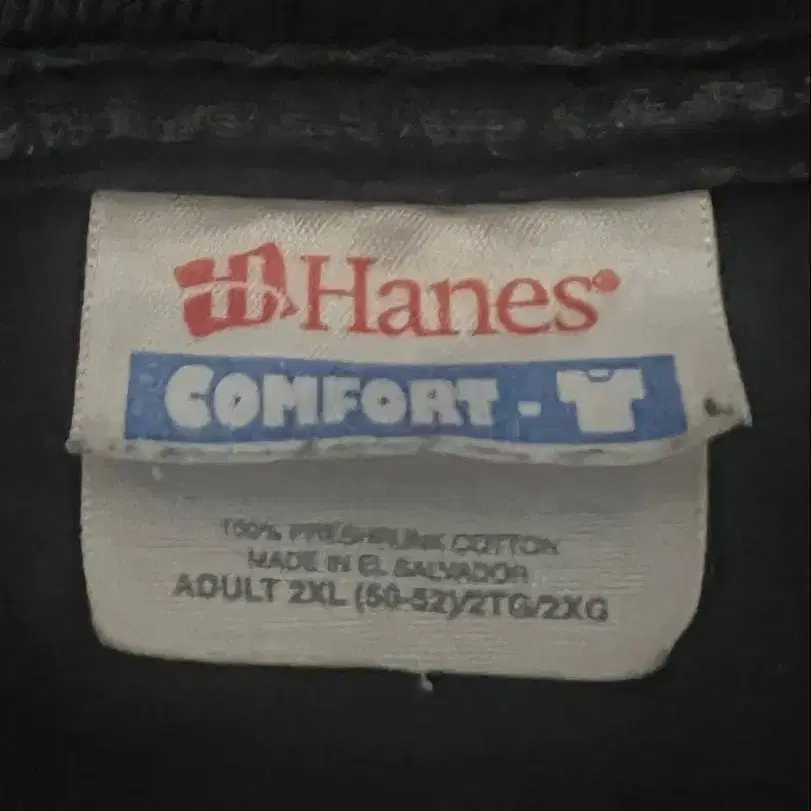 H Hanes
COMFORT -
100% PRESHRUNK COTTON
MADE IN EL SALVADOR
ADULT 2XL (50-52)/2TG/2XG